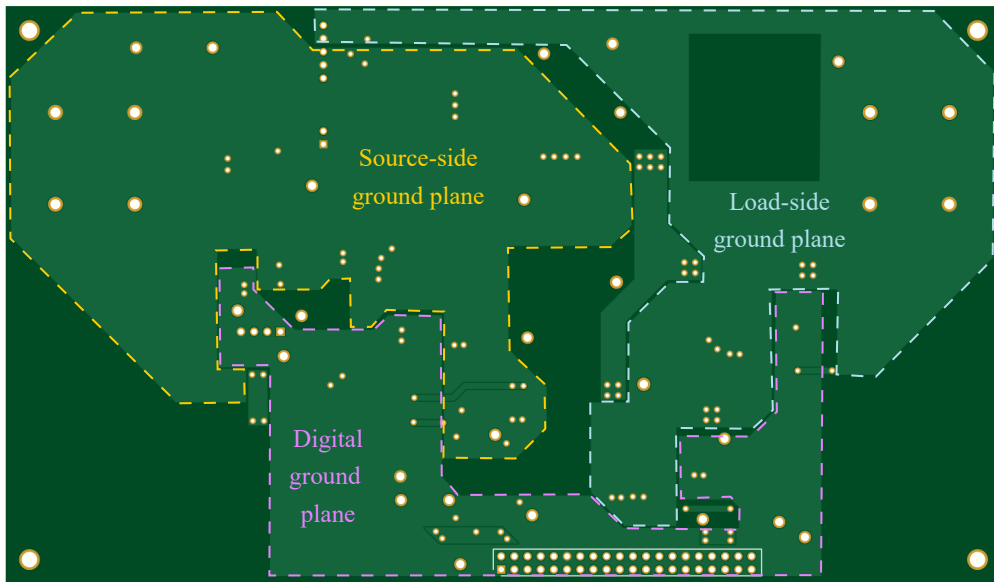 Source-side
ground plane
Load-side
ground plane
Digital
ground
plane